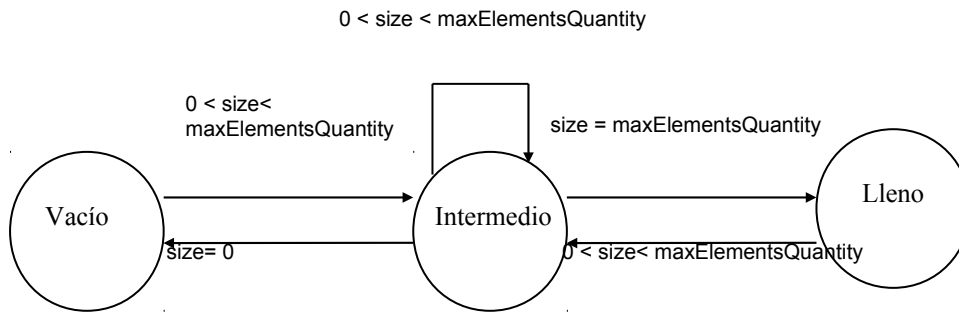 0 < size < maxElementsQuantity
0 < size<
maxElementsQuantity
size = maxElementsQuantity
Vacío
Intermedio
Lleno
size= 0
0 < size< maxElementsQuantity